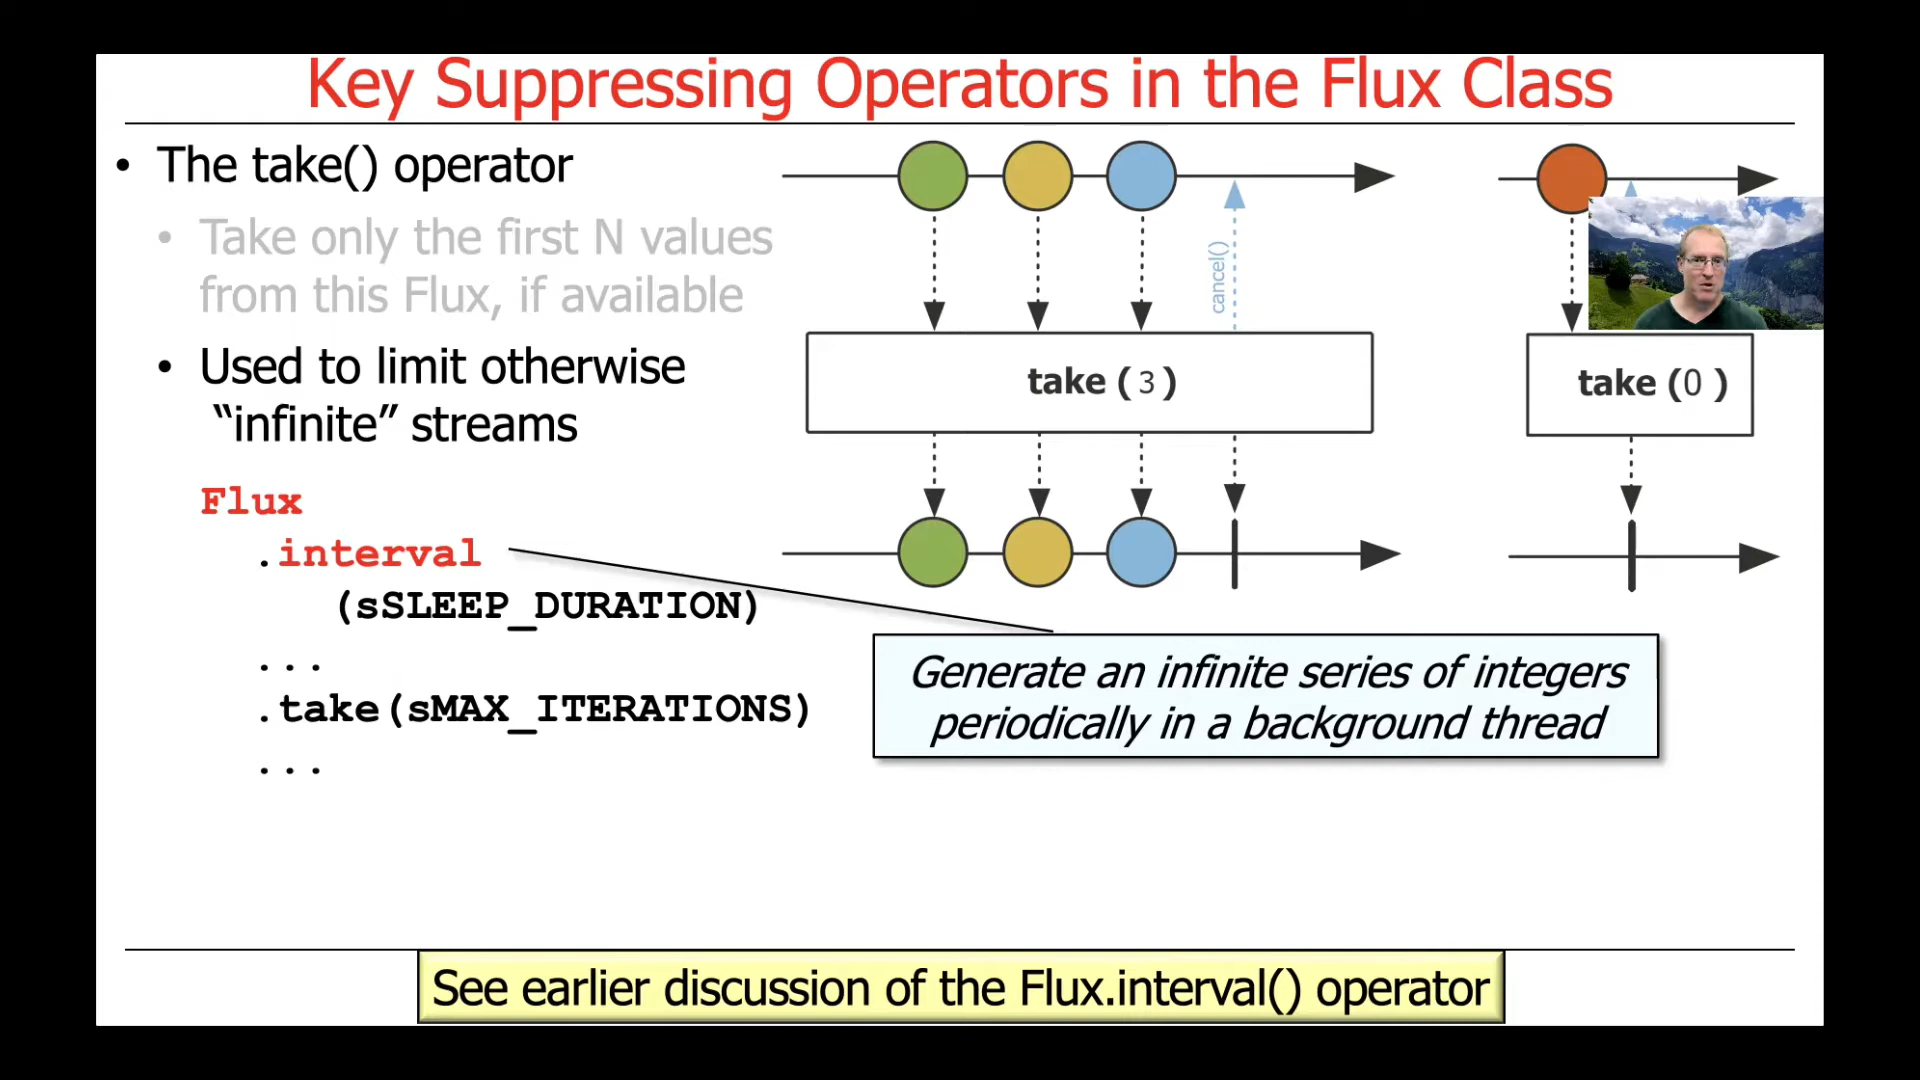 Key Suppressing Operators in the Flux Class
• The take() operator
• Take only the first N values
from this Flux, if available
• Used to limit otherwise
“infinite” streams
Flux
.interval
(sSLEEP_DURATION)
...
.take(sMAX_ITERATIONS)
...
cancel()
take ( 3 )
take (0 )
Generate an infinite series of integers
periodically in a background thread
See earlier discussion of the Flux.interval() operator